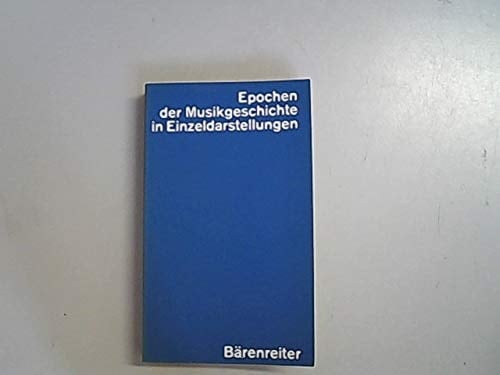 Epochen
der Musikgeschichte
in Einzeldarstellungen
Bärenreiter